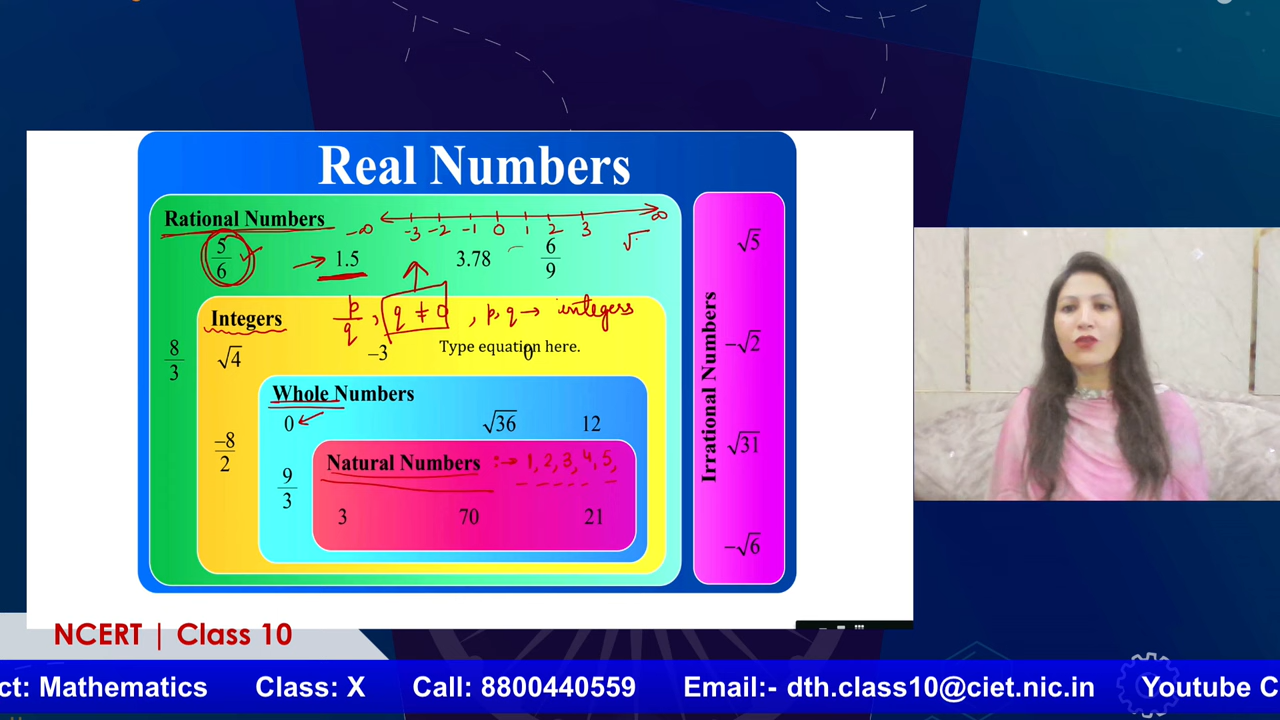 Real Numbers
Rational Numbers
-∞ -3 -2 -1 0 1 2 3 ∞
√
5/6 → 1.5 3.78 6/9
Integers
p/q , q ≠ 0 , p, q → integers
8/3 √4 –3 Type equation here. 0
Whole Numbers
0 √36 12
–8/2
9/3
Natural Numbers :→ 1, 2, 3, 4, 5,
3 70 21
Irrational Numbers
√5
–√2
√31
–√6
NCERT | Class 10
ct: Mathematics Class: X Call: 8800440559 Email:- dth.class10@ciet.nic.in Youtube C